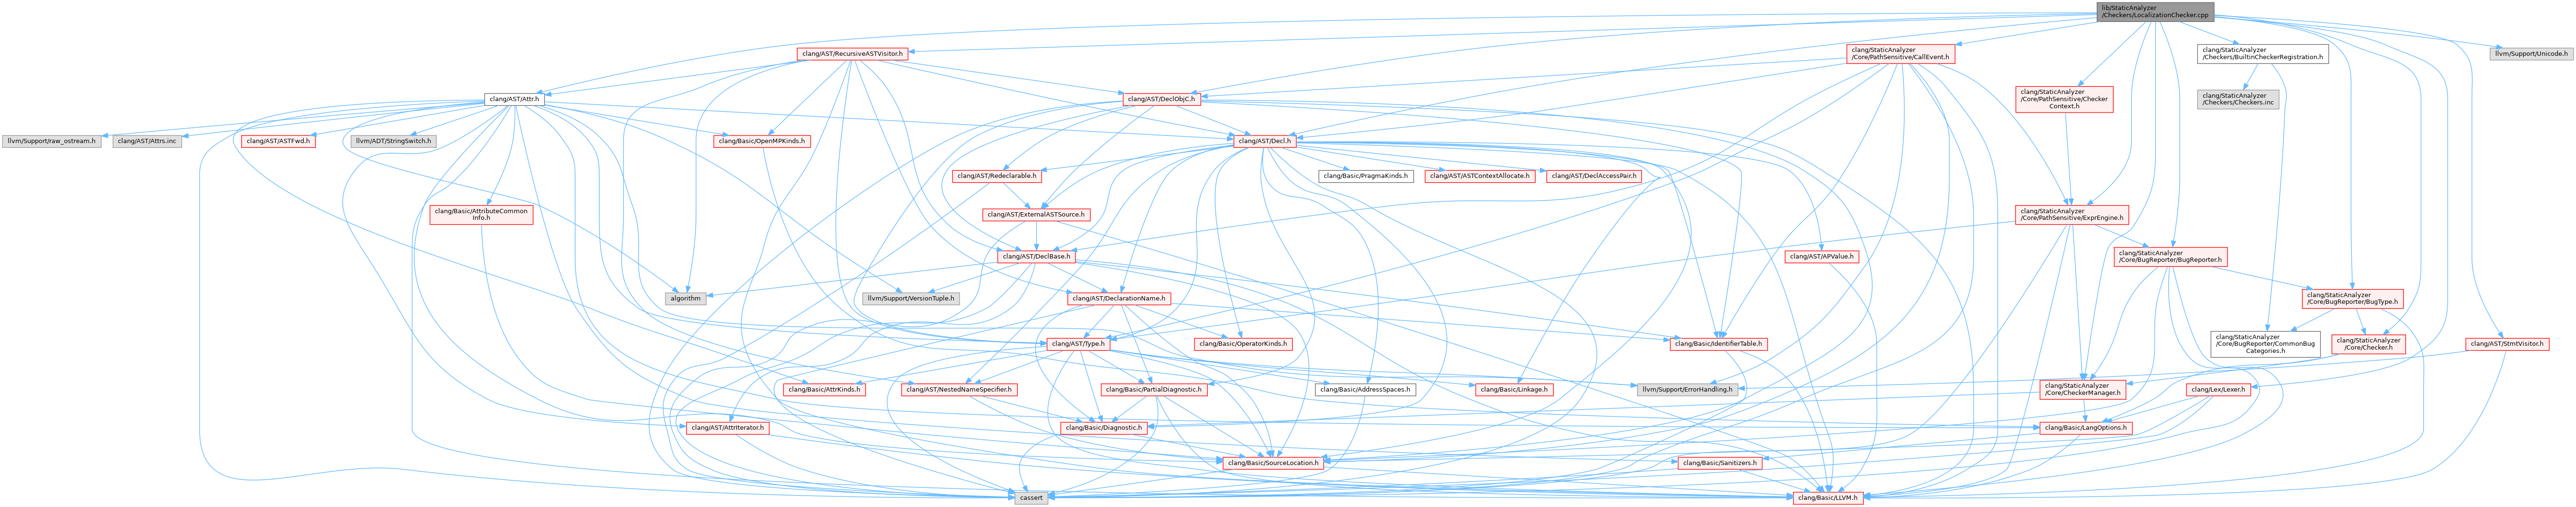 lib/StaticAnalyzer
/Checkers/LocalizationChecker.cpp
clang/AST/RecursiveASTVisitor.h
clang/StaticAnalyzer
/Core/PathSensitive/CallEvent.h
clang/StaticAnalyzer
/Checkers/BuiltinCheckerRegistration.h
llvm/Support/Unicode.h
clang/AST/Attr.h
clang/AST/DeclObjC.h
clang/StaticAnalyzer
/Core/PathSensitive/Checker
Context.h
clang/StaticAnalyzer
/Checkers/Checkers.inc
llvm/Support/raw_ostream.h
clang/AST/Attrs.inc
clang/AST/ASTFwd.h
llvm/ADT/StringSwitch.h
clang/Basic/OpenMPKinds.h
clang/AST/Decl.h
clang/AST/Redeclarable.h
clang/Basic/PragmaKinds.h
clang/AST/ASTContextAllocate.h
clang/AST/DeclAccessPair.h
clang/Basic/AttributeCommon
Info.h
clang/AST/ExternalASTSource.h
clang/StaticAnalyzer
/Core/PathSensitive/ExprEngine.h
clang/AST/DeclBase.h
clang/AST/APValue.h
clang/StaticAnalyzer
/Core/BugReporter/BugReporter.h
algorithm
llvm/Support/VersionTuple.h
clang/AST/DeclarationName.h
clang/StaticAnalyzer
/Core/BugReporter/BugType.h
clang/AST/Type.h
clang/Basic/OperatorKinds.h
clang/Basic/IdentifierTable.h
clang/StaticAnalyzer
/Core/BugReporter/CommonBug
Categories.h
clang/StaticAnalyzer
/Core/Checker.h
clang/AST/StmtVisitor.h
clang/Basic/AttrKinds.h
clang/AST/NestedNameSpecifier.h
clang/Basic/PartialDiagnostic.h
clang/Basic/AddressSpaces.h
clang/Basic/Linkage.h
llvm/Support/ErrorHandling.h
clang/StaticAnalyzer
/Core/CheckerManager.h
clang/Lex/Lexer.h
clang/AST/AttrIterator.h
clang/Basic/Diagnostic.h
clang/Basic/LangOptions.h
clang/Basic/SourceLocation.h
clang/Basic/Sanitizers.h
cassert
clang/Basic/LLVM.h